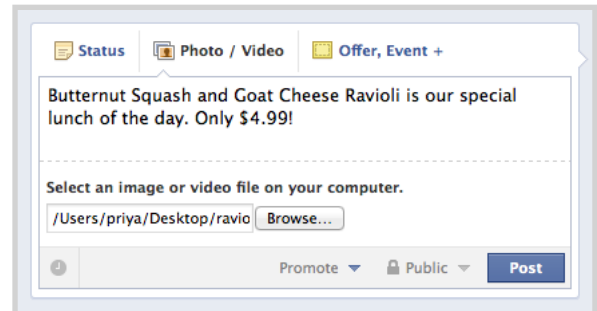 Status Photo / Video Offer, Event +
Butternut Squash and Goat Cheese Ravioli is our special
lunch of the day. Only $4.99!
Select an image or video file on your computer.
/Users/priya/Desktop/ravio Browse...
Promote Public Post